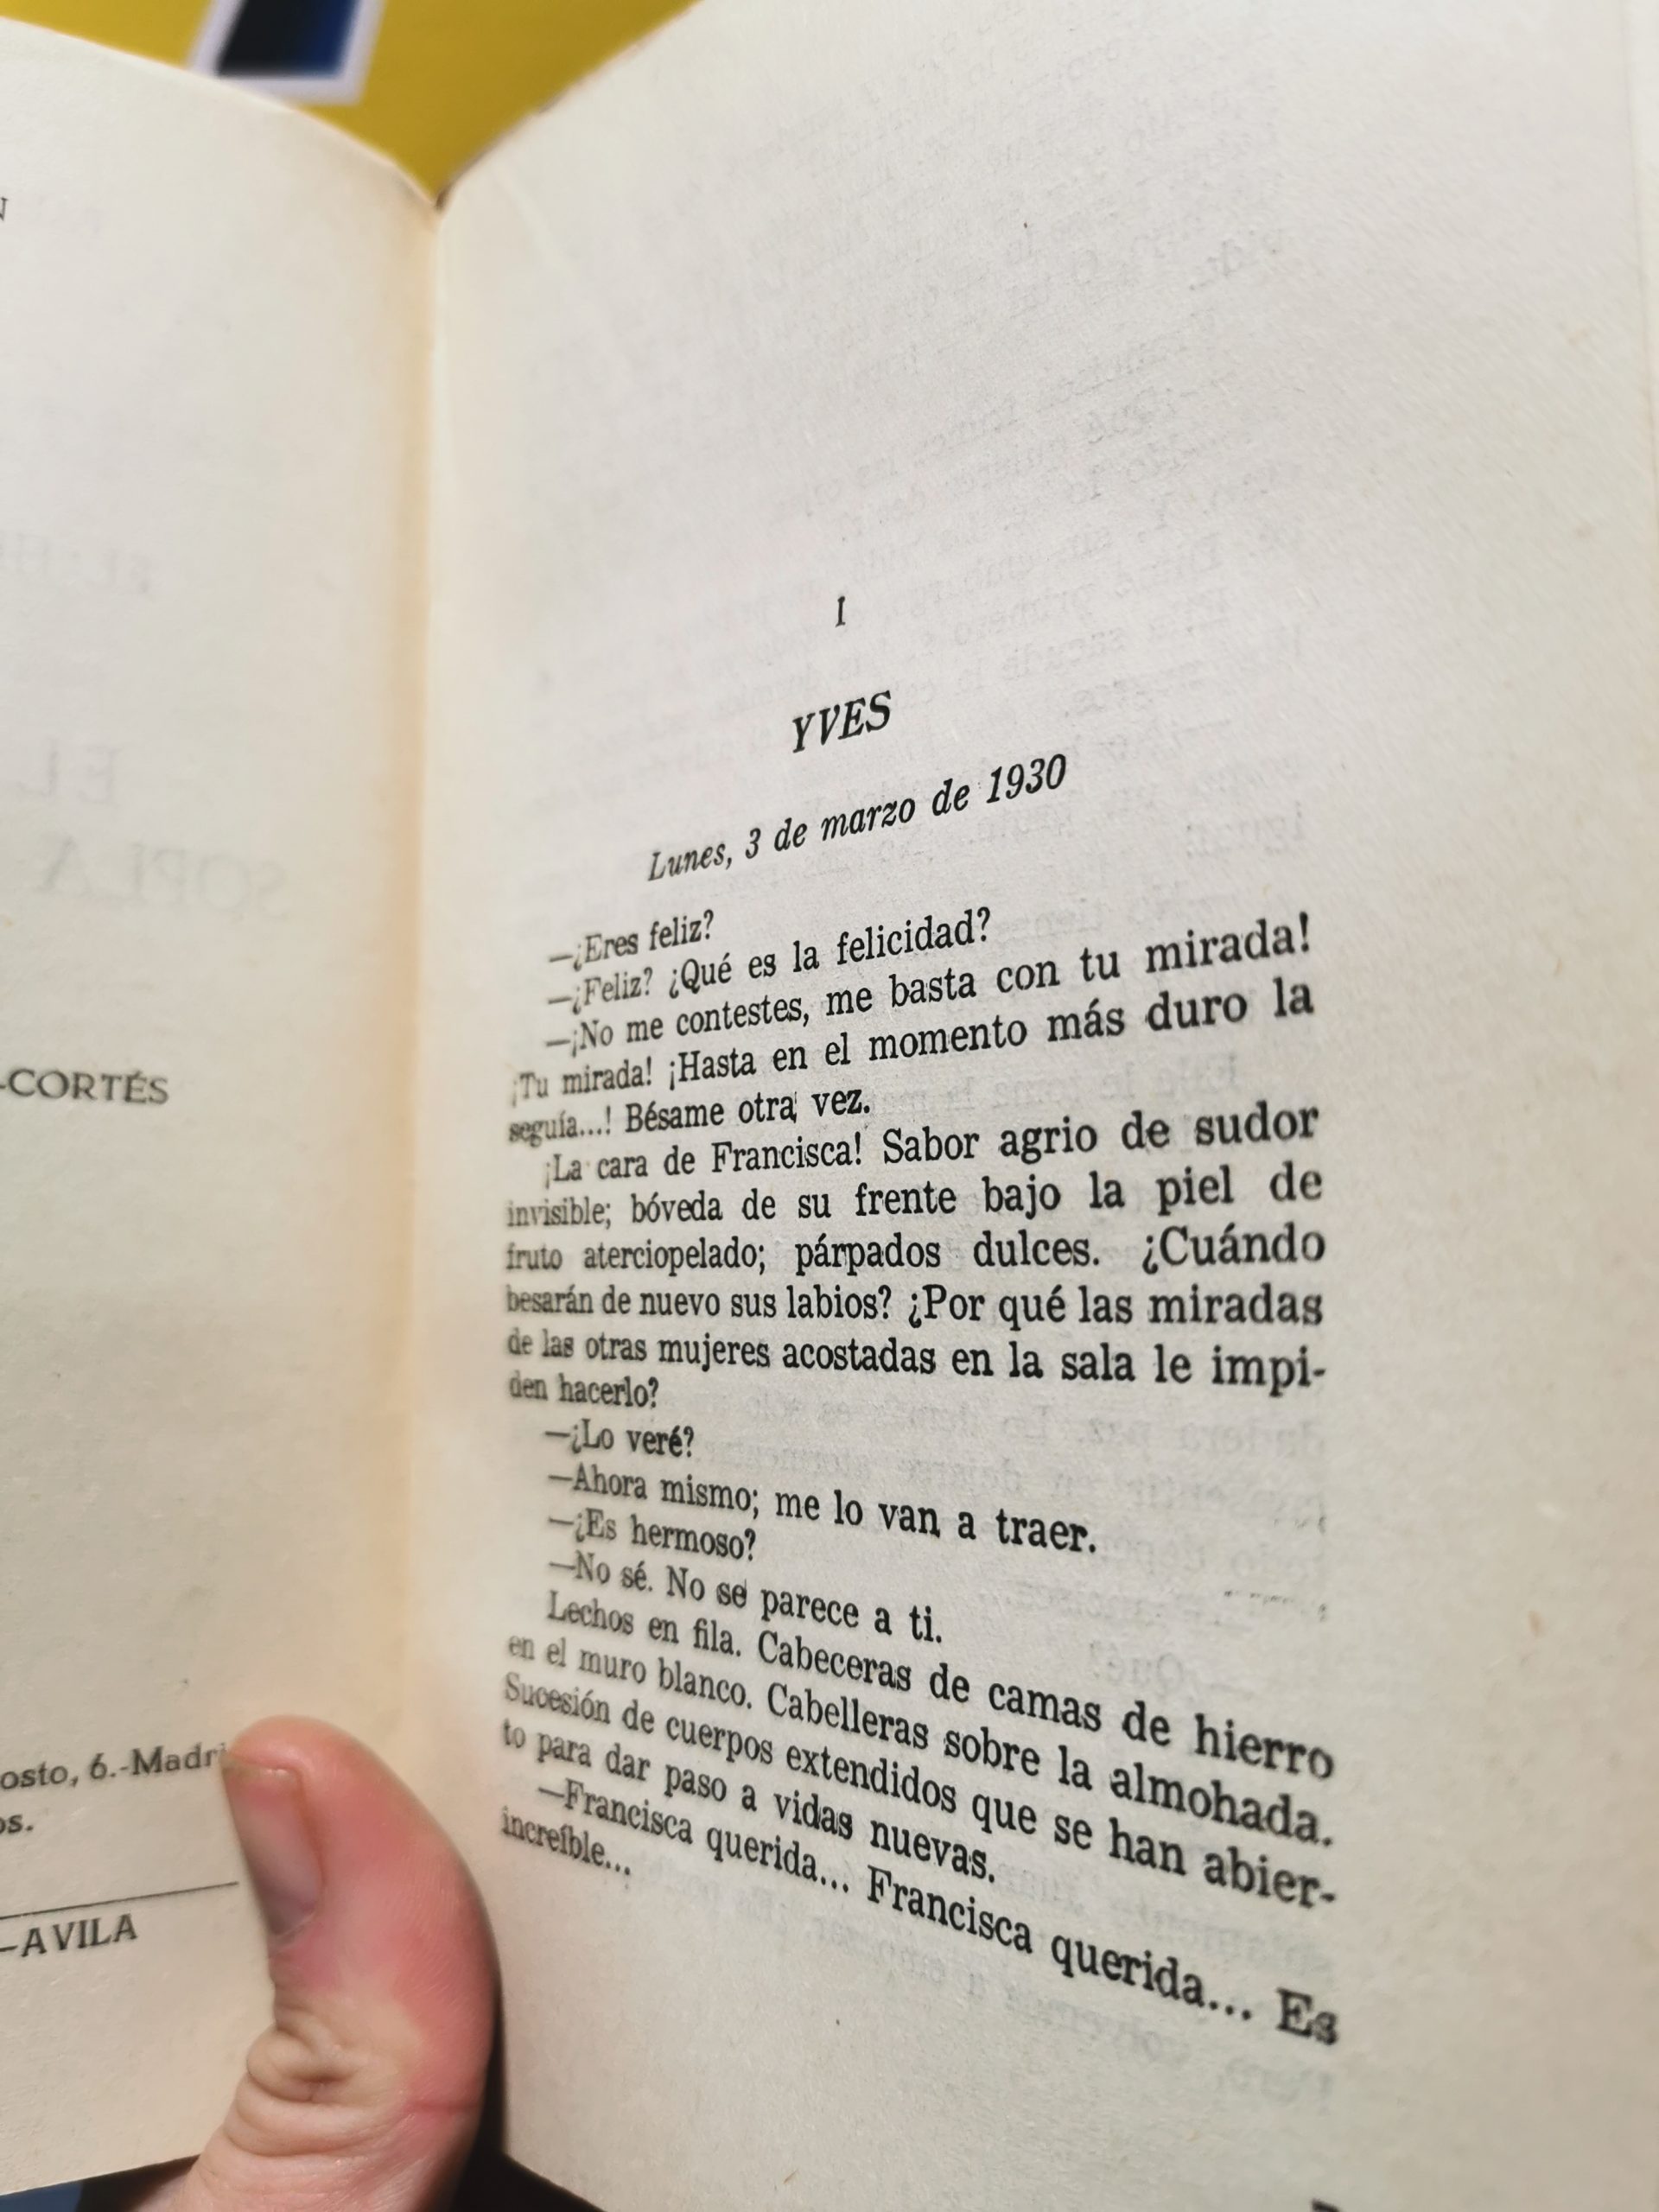 N
-CORTÉS
osto, 6.-Madri
os.
-AVILA
I
YVES
Lunes, 3 de marzo de 1930
—¿Eres feliz?
—¿Feliz? ¿Qué es la felicidad?
—¡No me contestes, me basta con tu mirada!
¡Tu mirada! ¡Hasta en el momento más duro la
seguía...! Bésame otra vez.
¡La cara de Francisca! Sabor agrio de sudor
invisible; bóveda de su frente bajo la piel de
fruto aterciopelado; párpados dulces. ¿Cuándo
besarán de nuevo sus labios? ¿Por qué las miradas
de las otras mujeres acostadas en la sala le impi-
den hacerlo?
—¿Lo veré?
—Ahora mismo; me lo van a traer.
—¿Es hermoso?
—No sé. No se parece a ti.
Lechos en fila. Cabeceras de camas de hierro
en el muro blanco. Cabelleras sobre la almohada.
Sucesión de cuerpos extendidos que se han abier-
to para dar paso a vidas nuevas.
—Francisca querida... Francisca querida... Es
increíble...